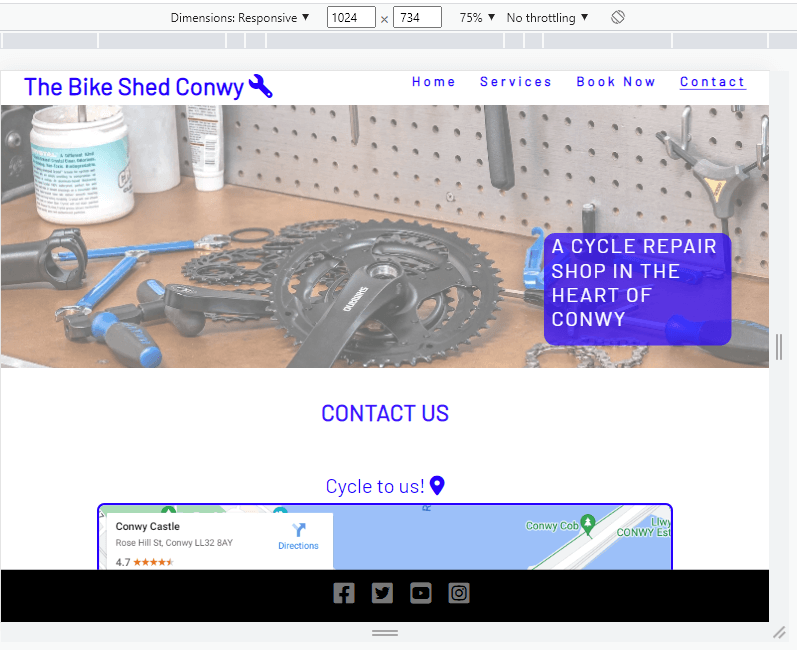 Dimensions: Responsive ▼ 1024 × 734 75% ▼ No throttling ▼
The Bike Shed Conwy
Home Services Book Now Contact
SHIMANO
A CYCLE REPAIR
SHOP IN THE
HEART OF
CONWY
CONTACT US
Cycle to us!
Conwy Castle
Rose Hill St, Conwy LL32 8AY
Directions
4.7
Conwy Cob
CONWY Est